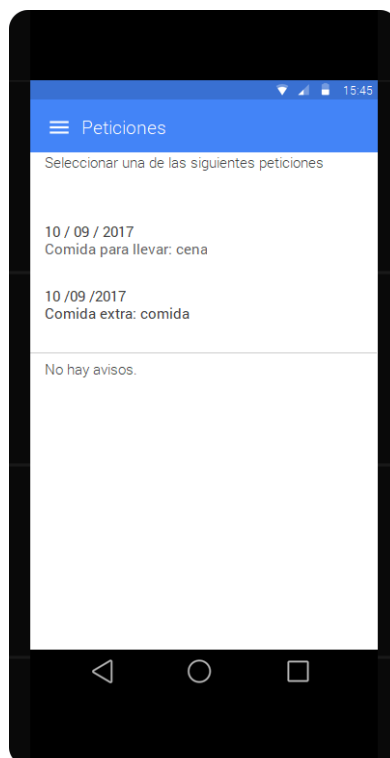 15:45
Peticiones
Seleccionar una de las siguientes peticiones
10 / 09 / 2017
Comida para llevar: cena
10 /09 /2017
Comida extra: comida
No hay avisos.